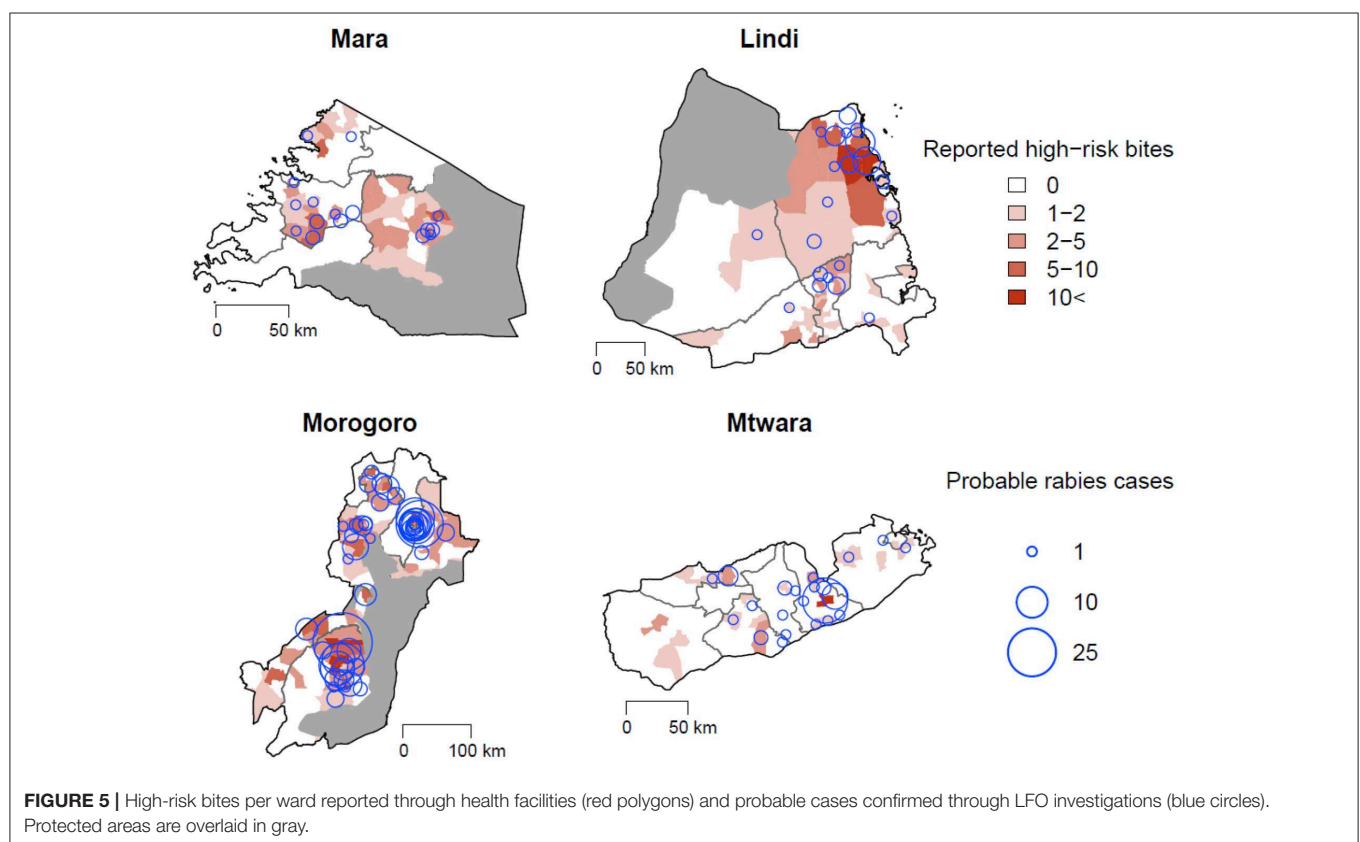 Mara
Lindi
Reported high−risk bites
0
1−2
2−5
5−10
10<
0 50 km
0 50 km
Morogoro
Mtwara
Probable rabies cases
1
10
25
0 50 km
0 100 km
FIGURE 5 | High-risk bites per ward reported through health facilities (red polygons) and probable cases confirmed through LFO investigations (blue circles).
Protected areas are overlaid in gray.